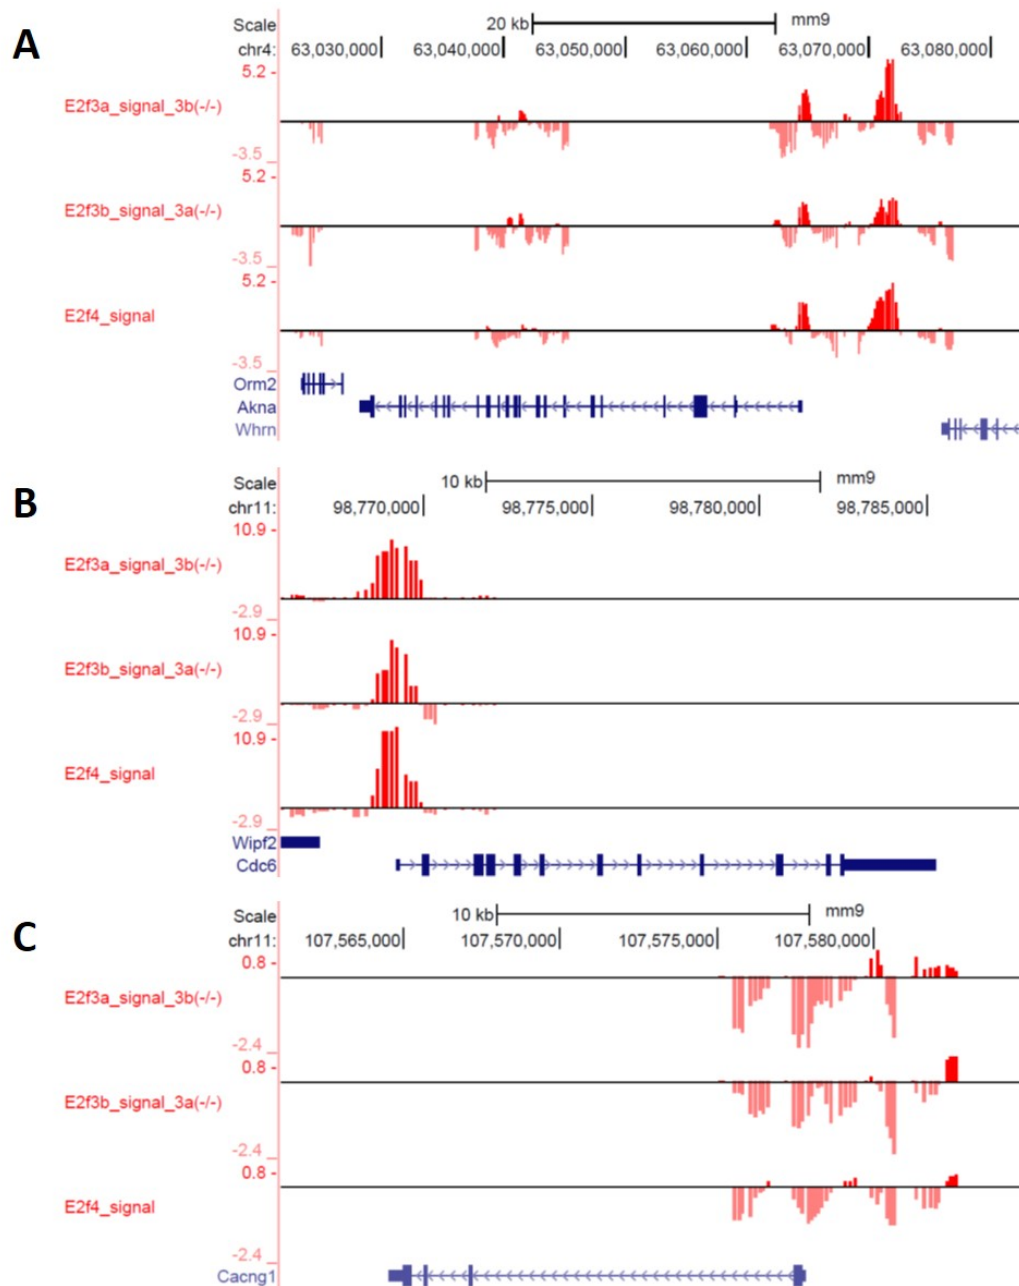 A
Scale 20 kb mm9
chr4: 63,030,000 63,040,000 63,050,000 63,060,000 63,070,000 63,080,000
5.2 -
E2f3a_signal_3b(-/-)
-3.5 _
5.2 -
E2f3b_signal_3a(-/-)
-3.5 _
5.2 -
E2f4_signal
-3.5 _
Orm2
Akna
Whrn
B
Scale 10 kb mm9
chr11: 98,770,000 98,775,000 98,780,000 98,785,000
10.9 -
E2f3a_signal_3b(-/-)
-2.9 _
10.9 -
E2f3b_signal_3a(-/-)
-2.9 _
10.9 -
E2f4_signal
-2.9 _
Wipf2
Cdc6
C
Scale 10 kb mm9
chr11: 107,565,000 107,570,000 107,575,000 107,580,000
0.8 -
E2f3a_signal_3b(-/-)
-2.4 _
0.8 -
E2f3b_signal_3a(-/-)
-2.4 _
0.8 -
E2f4_signal
-2.4 _
Cacng1